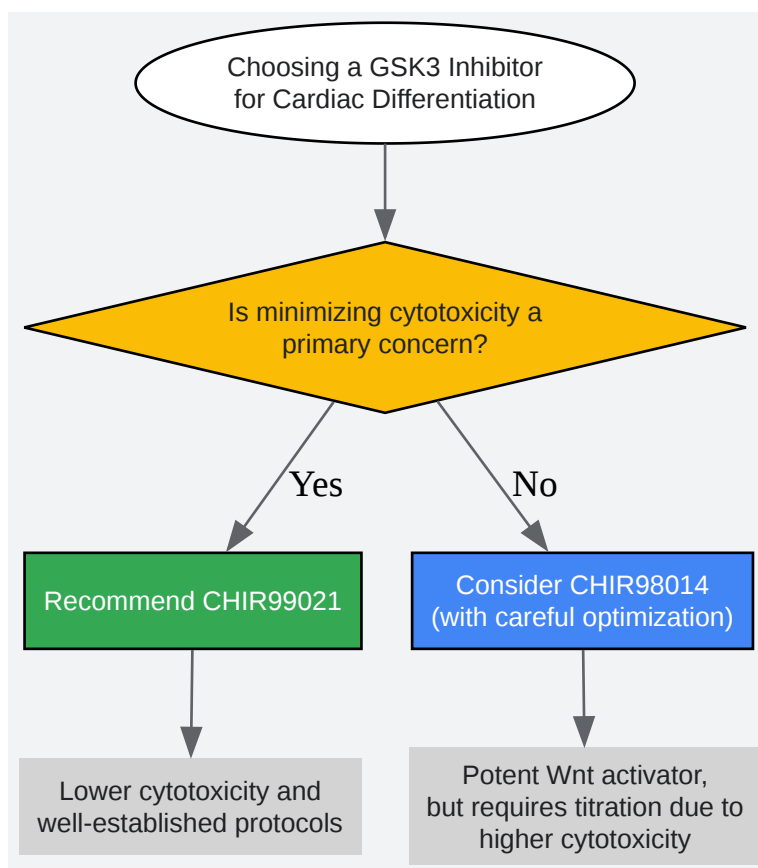 Choosing a GSK3 Inhibitor
for Cardiac Differentiation
Is minimizing cytotoxicity a
primary concern?
Yes
No
Recommend CHIR99021
Consider CHIR98014
(with careful optimization)
Lower cytotoxicity and
well-established protocols
Potent Wnt activator,
but requires titration due to
higher cytotoxicity